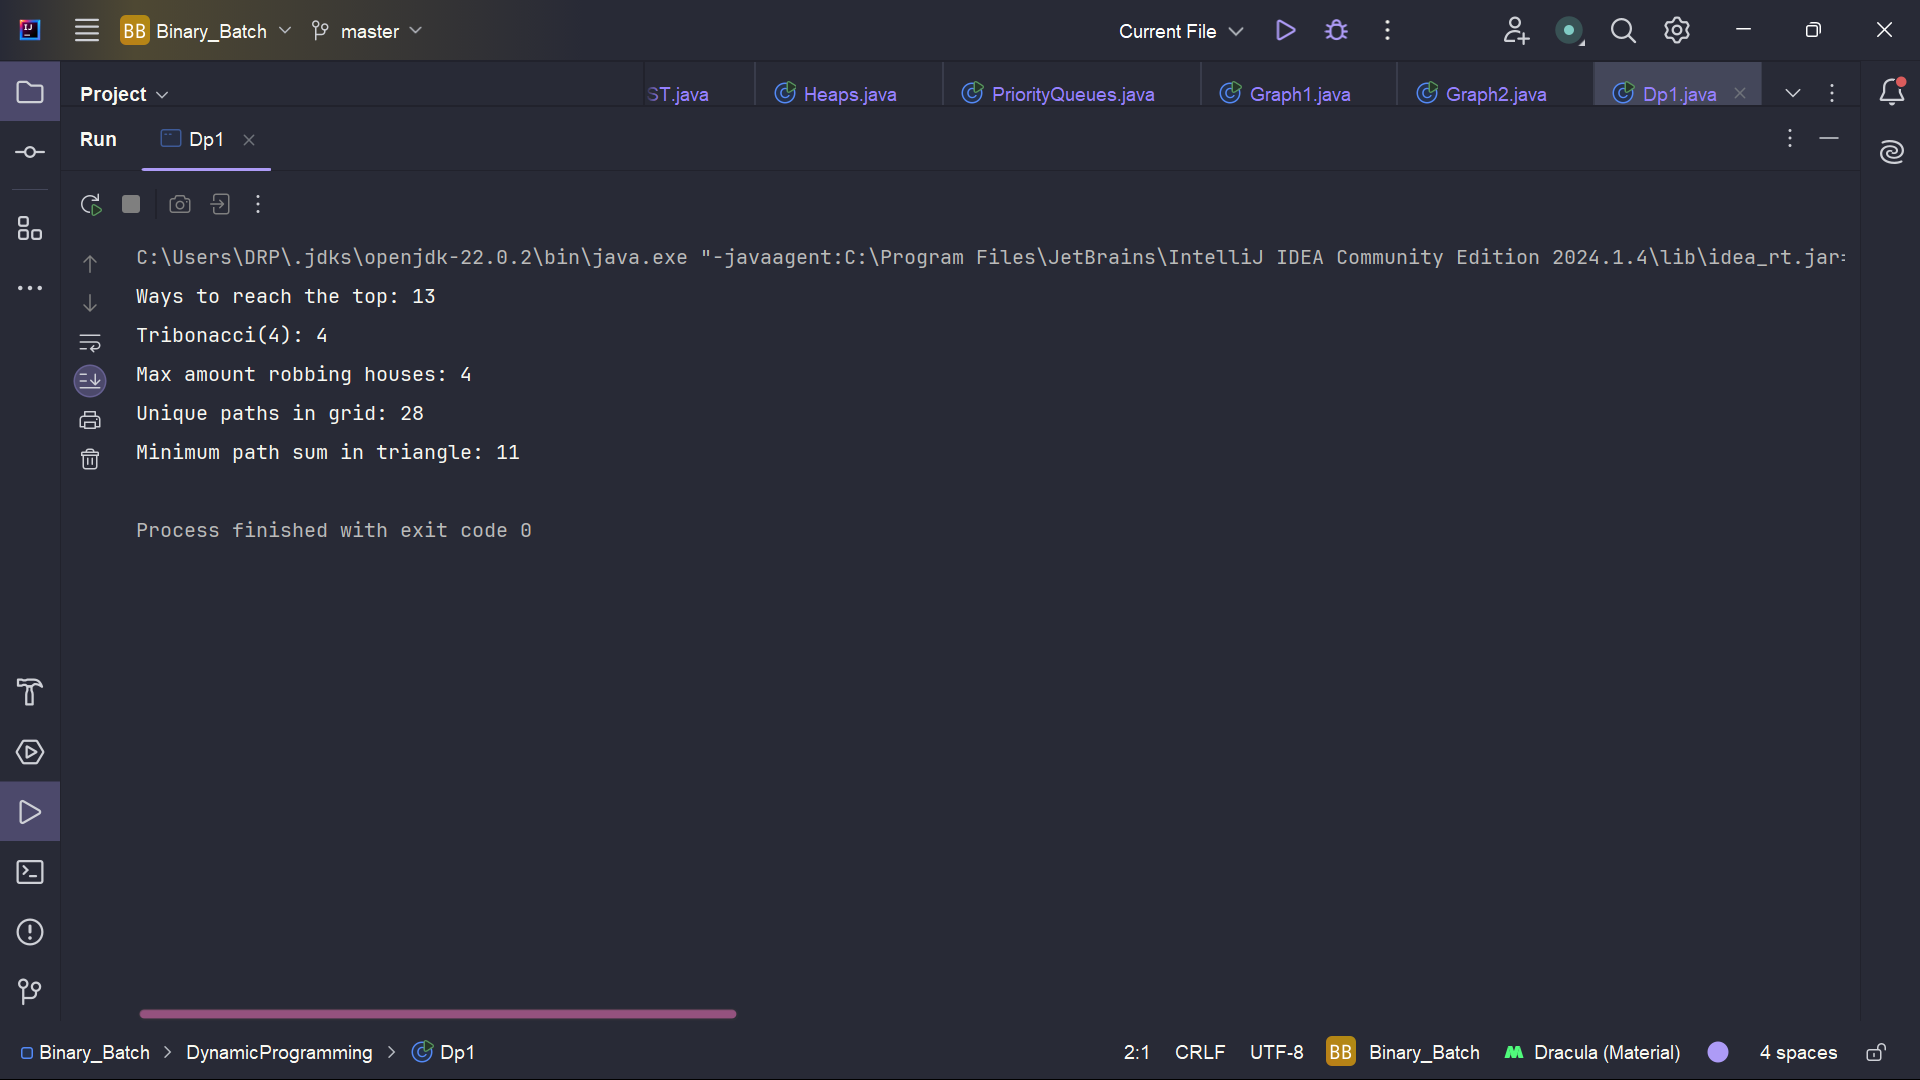 BB Binary_Batch master Current File
Project ST.java Heaps.java PriorityQueues.java Graph1.java Graph2.java Dp1.java
Run Dp1
C:\Users\DRP\.jdks\openjdk-22.0.2\bin\java.exe "-javaagent:C:\Program Files\JetBrains\IntelliJ IDEA Community Edition 2024.1.4\lib\idea_rt.jar=
Ways to reach the top: 13
Tribonacci(4): 4
Max amount robbing houses: 4
Unique paths in grid: 28
Minimum path sum in triangle: 11
Process finished with exit code 0
Binary_Batch > DynamicProgramming > Dp1 2:1 CRLF UTF-8 BB Binary_Batch Dracula (Material) 4 spaces